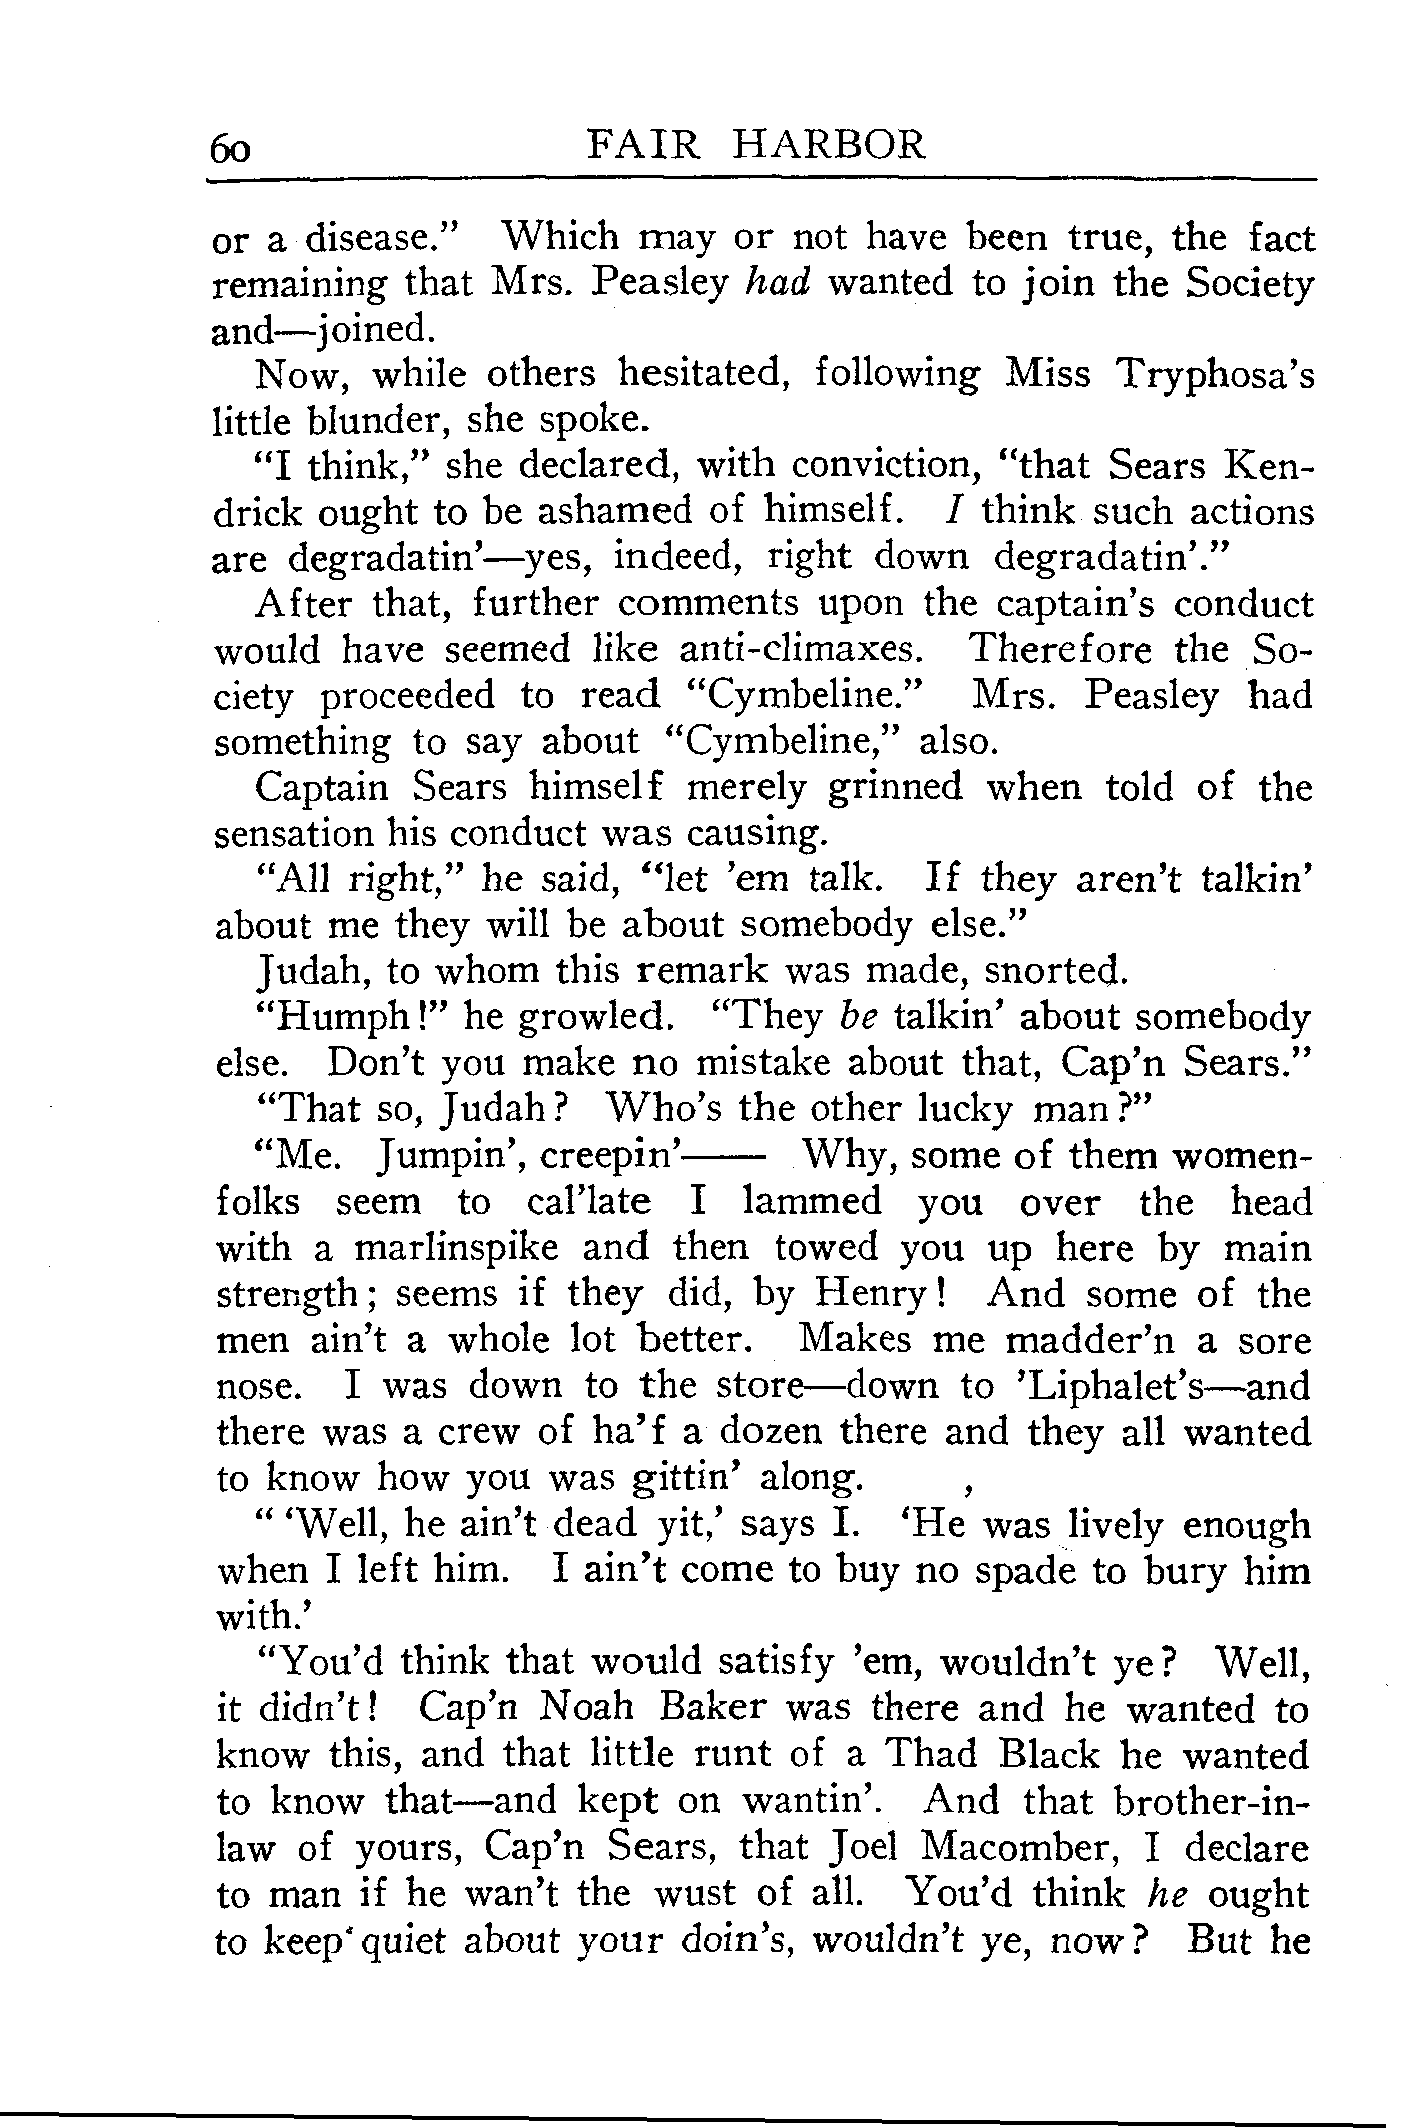 60 FAIR HARBOR
or a disease.” Which may or not have been true, the fact
remaining that Mrs. Peasley had wanted to join the Society
and—joined.
Now, while others hesitated, following Miss Tryphosa’s
little blunder, she spoke.
“I think,” she declared, with conviction, “that Sears Ken-
drick ought to be ashamed of himself. I think such actions
are degradatin’—yes, indeed, right down degradatin’.”
After that, further comments upon the captain’s conduct
would have seemed like anti-climaxes. Therefore the So-
ciety proceeded to read “Cymbeline.” Mrs. Peasley had
something to say about “Cymbeline,” also.
Captain Sears himself merely grinned when told of the
sensation his conduct was causing.
“All right,” he said, “let ’em talk. If they aren’t talkin’
about me they will be about somebody else.”
Judah, to whom this remark was made, snorted.
“Humph!” he growled. “They be talkin’ about somebody
else. Don’t you make no mistake about that, Cap’n Sears.”
“That so, Judah? Who’s the other lucky man?”
“Me. Jumpin’, creepin’—— Why, some of them women-
folks seem to cal’late I lammed you over the head
with a marlinspike and then towed you up here by main
strength; seems if they did, by Henry! And some of the
men ain’t a whole lot better. Makes me madder’n a sore
nose. I was down to the store—down to ’Liphalet’s—and
there was a crew of ha’f a dozen there and they all wanted
to know how you was gittin’ along.
“ ‘Well, he ain’t dead yit,’ says I. ‘He was lively enough
when I left him. I ain’t come to buy no spade to bury him
with.’
“You’d think that would satisfy ’em, wouldn’t ye? Well,
it didn’t! Cap’n Noah Baker was there and he wanted to
know this, and that little runt of a Thad Black he wanted
to know that—and kept on wantin’. And that brother-in-
law of yours, Cap’n Sears, that Joel Macomber, I declare
to man if he wan’t the wust of all. You’d think he ought
to keep quiet about your doin’s, wouldn’t ye, now? But he